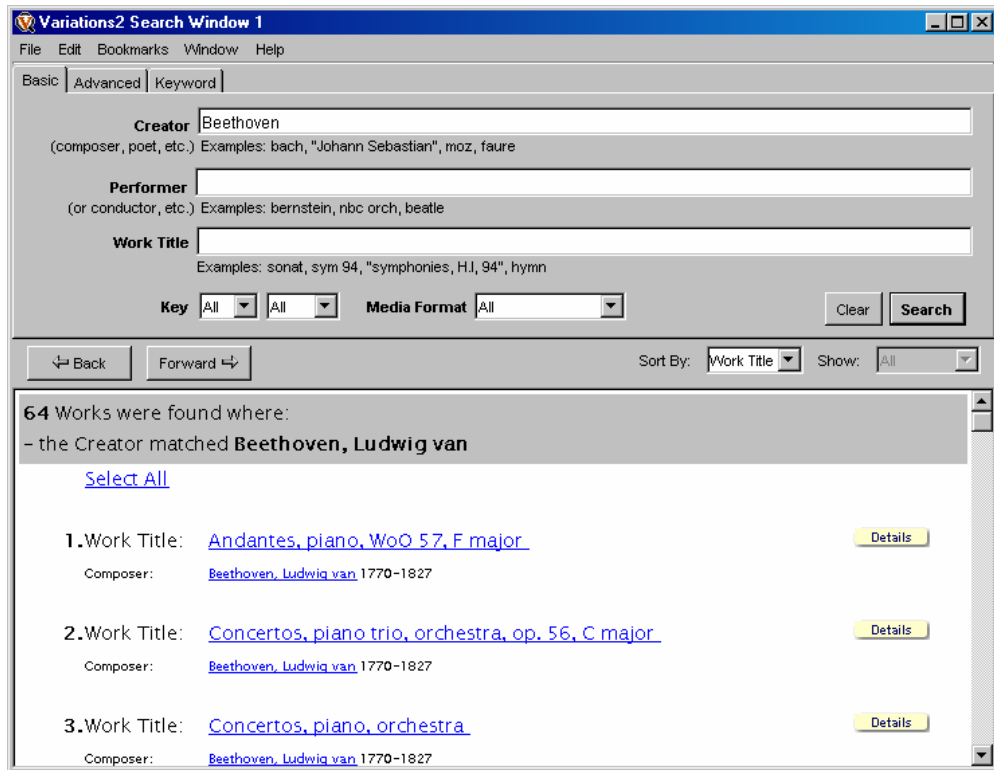 Variations2 Search Window 1
File Edit Bookmarks Window Help
Basic Advanced Keyword
Creator Beethoven
(composer, poet, etc.) Examples: bach, "Johann Sebastian", moz, faure
Performer
(or conductor, etc.) Examples: bernstein, nbc orch, beatle
Work Title
Examples: sonat, sym 94, "symphonies, H.I, 94", hymn
Key All All Media Format All Clear Search
Back Forward Sort By: Work Title Show: All
64 Works were found where:
– the Creator matched Beethoven, Ludwig van
Select All
1.Work Title: Andantes, piano, WoO 57, F major Details
Composer: Beethoven, Ludwig van 1770-1827
2.Work Title: Concertos, piano trio, orchestra, op. 56, C major Details
Composer: Beethoven, Ludwig van 1770-1827
3.Work Title: Concertos, piano, orchestra Details
Composer: Beethoven, Ludwig van 1770-1827